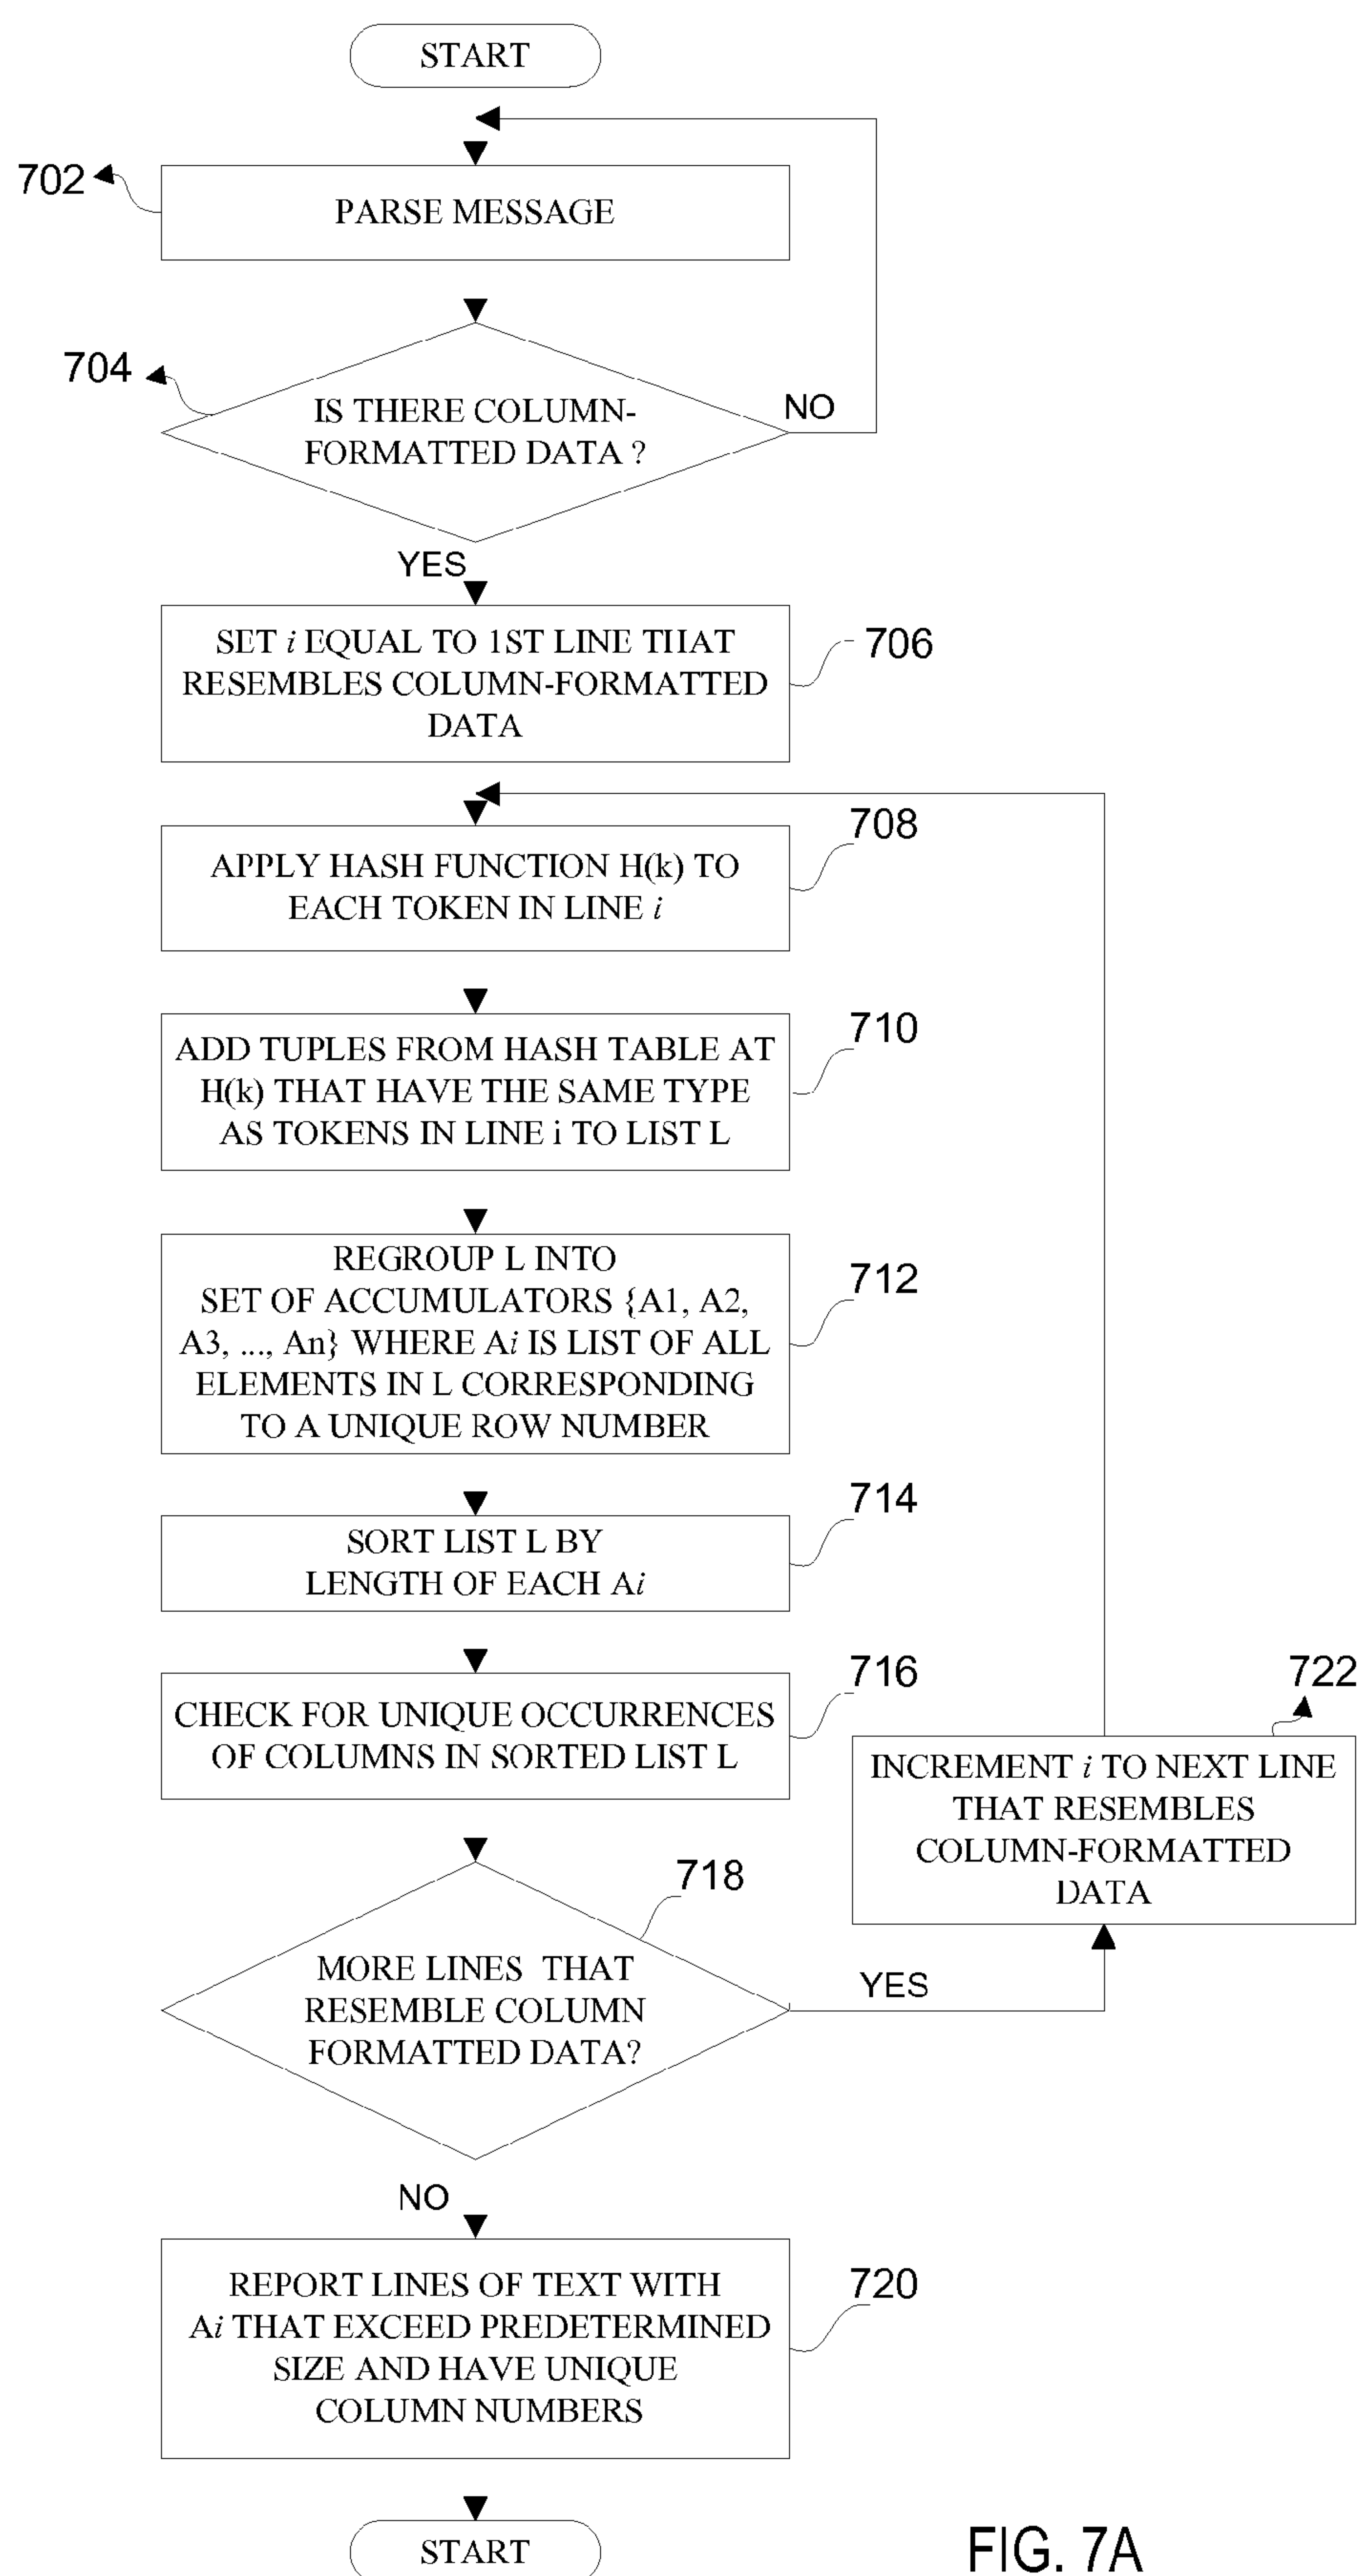 START
702
PARSE MESSAGE
704
IS THERE COLUMN-
FORMATTED DATA ?
NO
YES
SET i EQUAL TO 1ST LINE THAT
RESEMBLES COLUMN-FORMATTED
DATA
706
708
APPLY HASH FUNCTION H(k) TO
EACH TOKEN IN LINE i
710
ADD TUPLES FROM HASH TABLE AT
H(k) THAT HAVE THE SAME TYPE
AS TOKENS IN LINE i TO LIST L
712
REGROUP L INTO
SET OF ACCUMULATORS {A1, A2,
A3, ..., An} WHERE Ai IS LIST OF ALL
ELEMENTS IN L CORRESPONDING
TO A UNIQUE ROW NUMBER
714
SORT LIST L BY
LENGTH OF EACH Ai
716
CHECK FOR UNIQUE OCCURRENCES
OF COLUMNS IN SORTED LIST L
722
INCREMENT i TO NEXT LINE
THAT RESEMBLES
COLUMN-FORMATTED
DATA
718
MORE LINES THAT
RESEMBLE COLUMN
FORMATTED DATA?
YES
NO
720
REPORT LINES OF TEXT WITH
Ai THAT EXCEED PREDETERMINED
SIZE AND HAVE UNIQUE
COLUMN NUMBERS
START
FIG. 7A